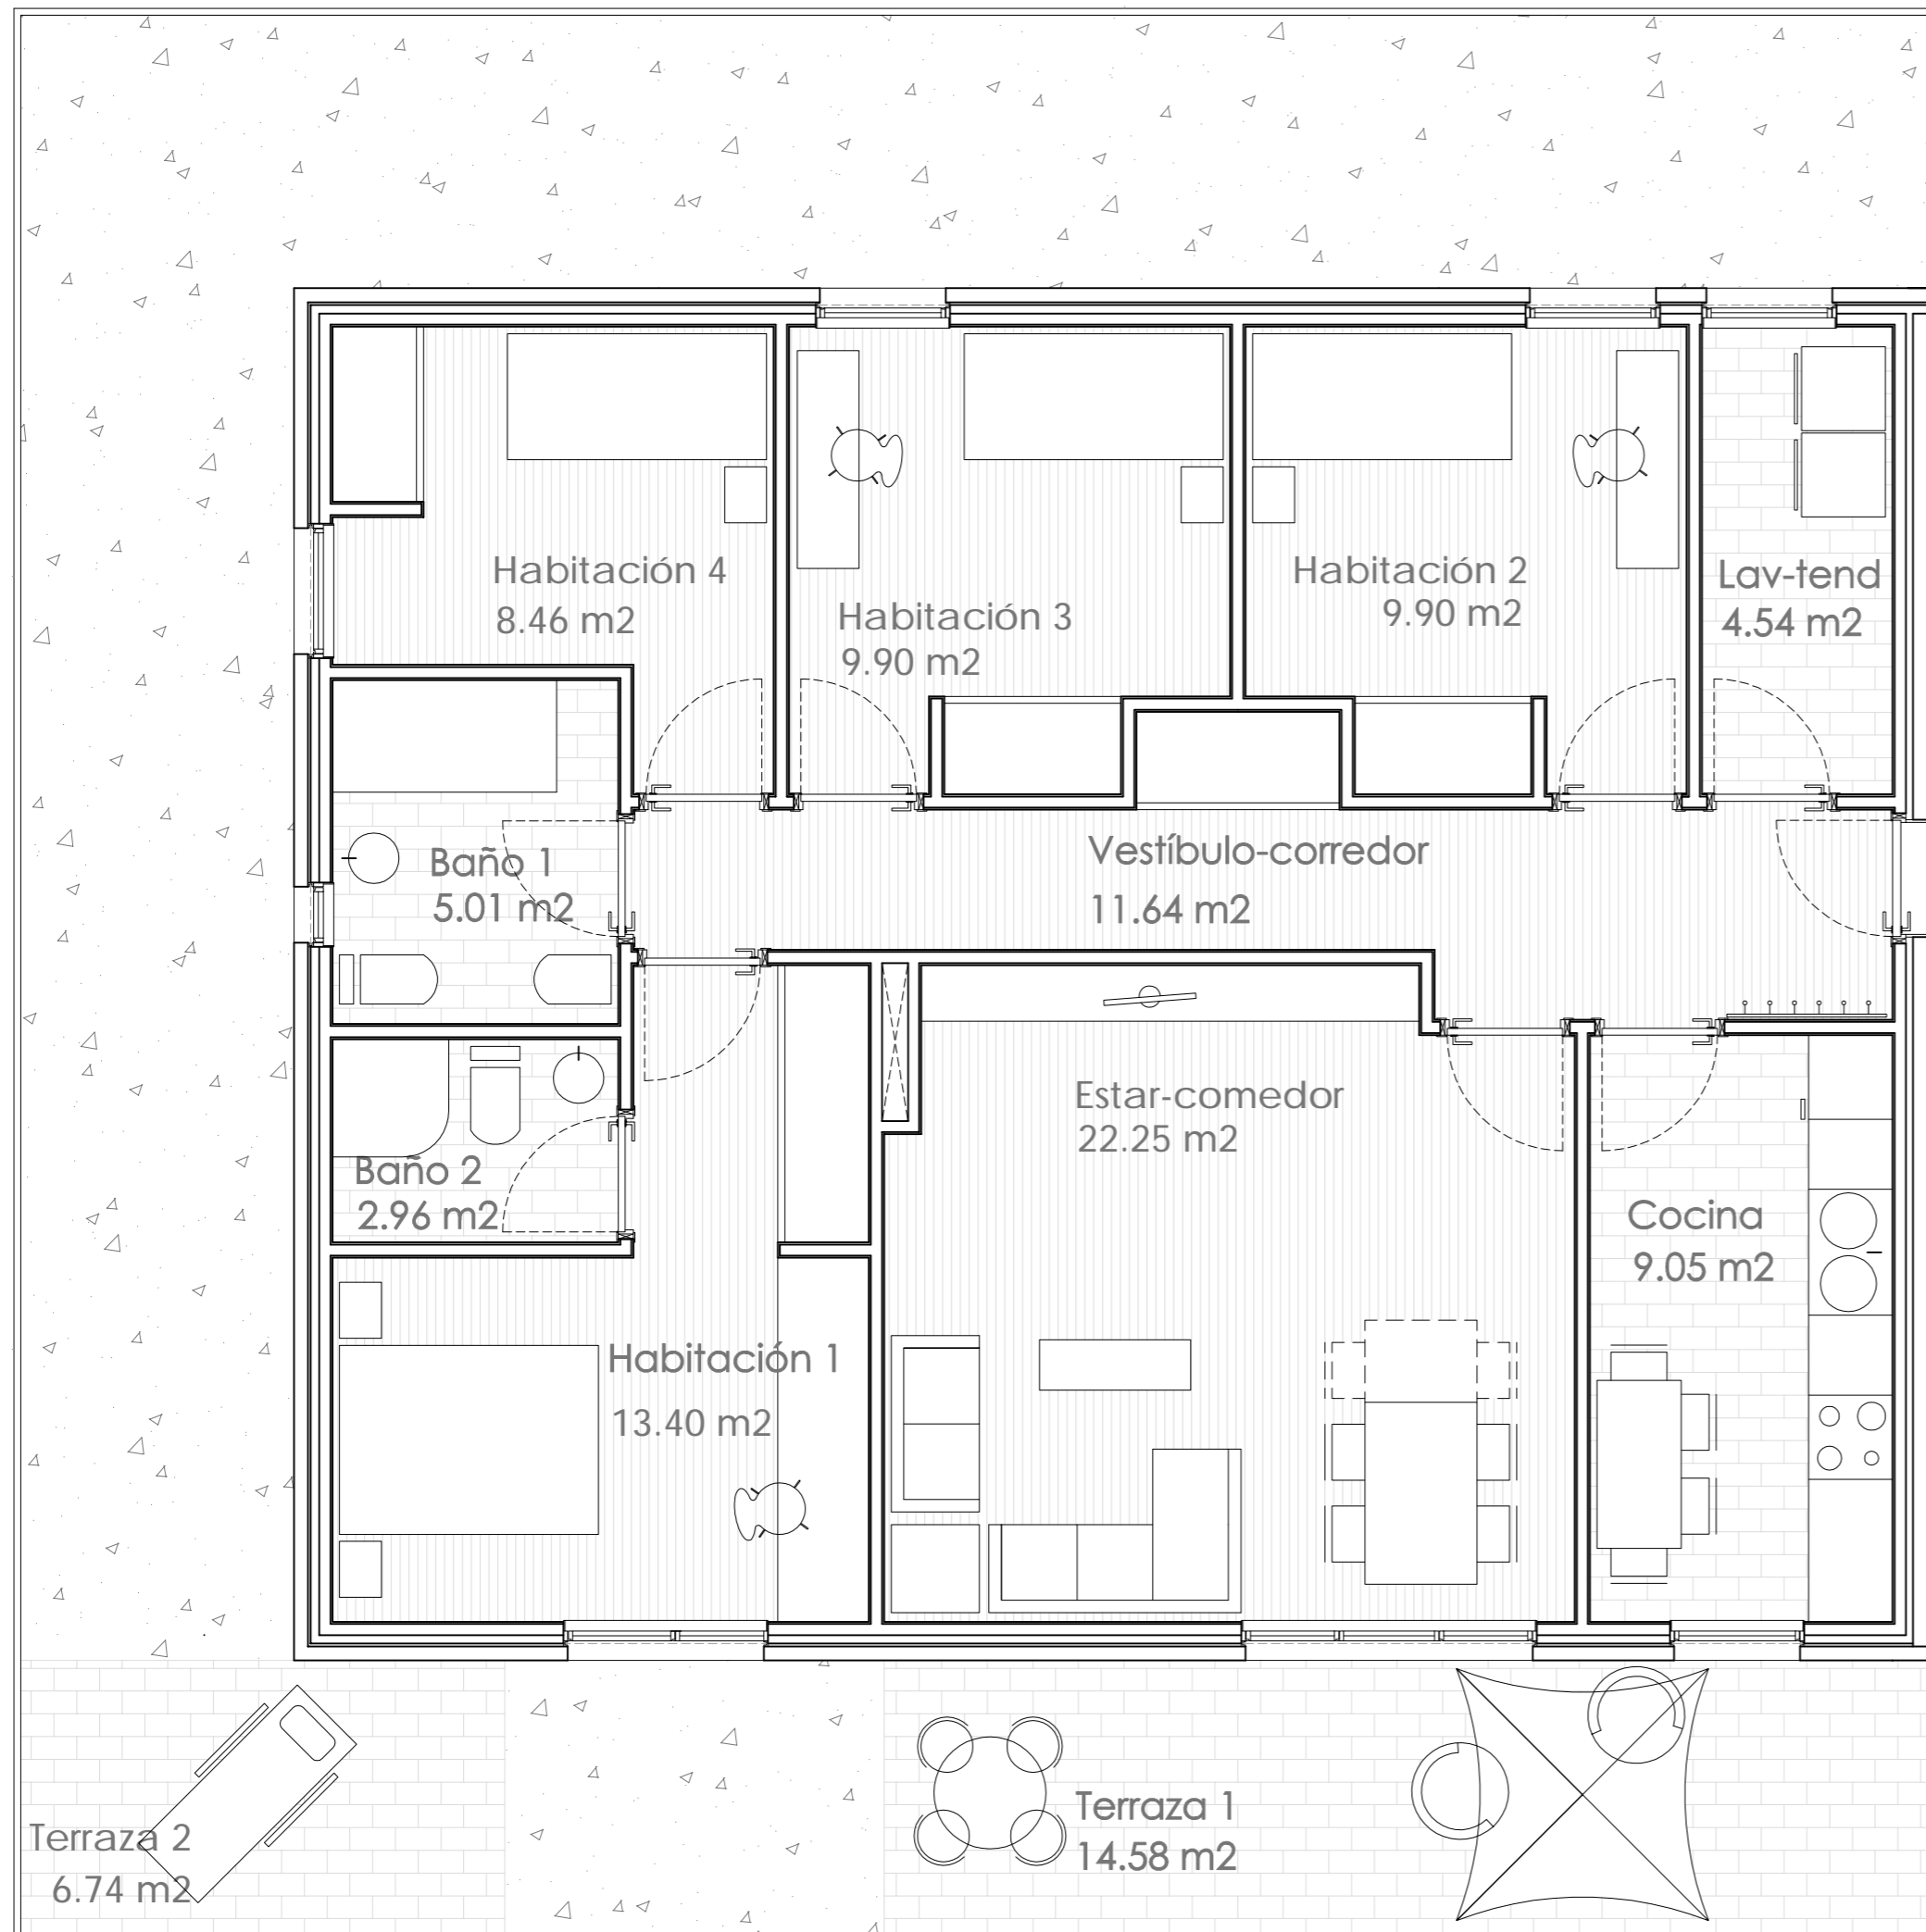 Habitación 4
8.46 m2
Habitación 3
9.90 m2
Habitación 2
9.90 m2
Lav-tend
4.54 m2
Baño 1
5.01 m2
Vestíbulo-corredor
11.64 m2
Baño 2
2.96 m2
Estar-comedor
22.25 m2
Cocina
9.05 m2
Habitación 1
13.40 m2
Terraza 2
6.74 m2
Terraza 1
14.58 m2